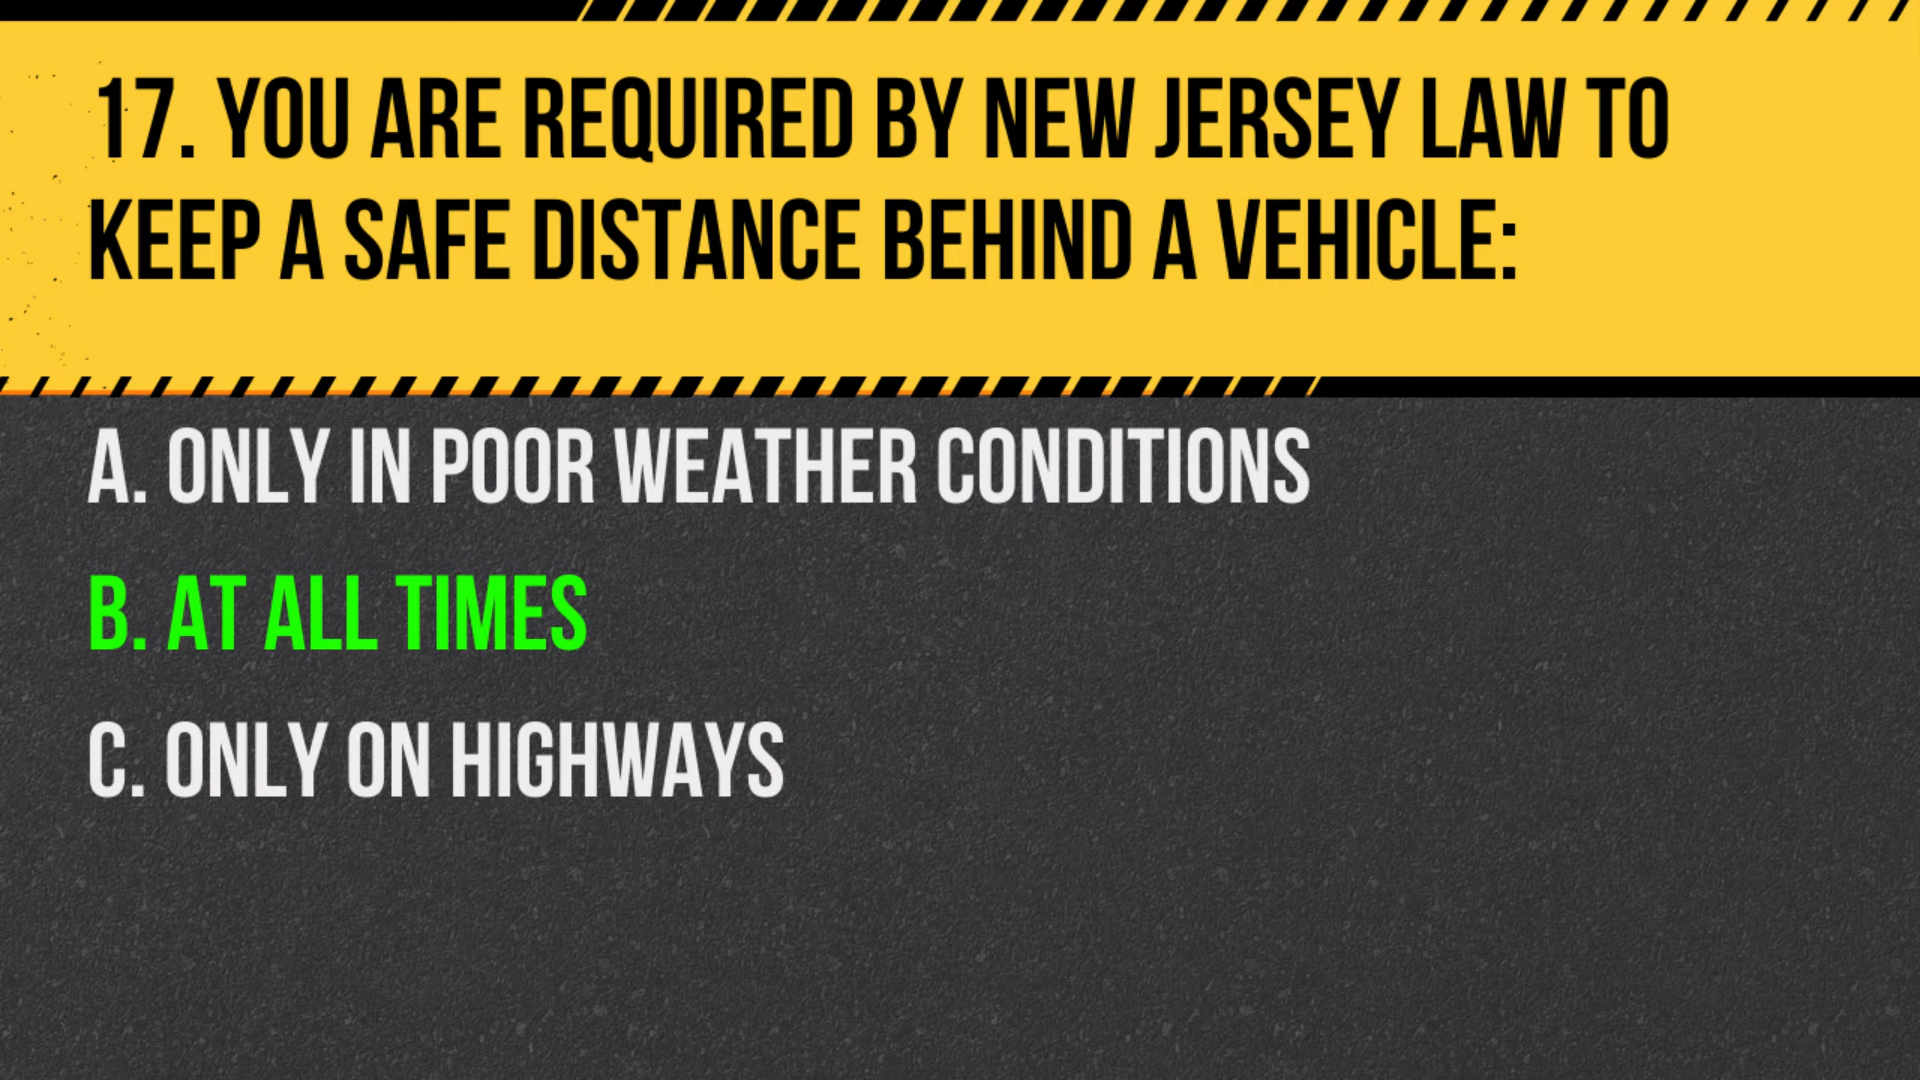 17. YOU ARE REQUIRED BY NEW JERSEY LAW TO
KEEP A SAFE DISTANCE BEHIND A VEHICLE:
A. ONLY IN POOR WEATHER CONDITIONS
B. AT ALL TIMES
C. ONLY ON HIGHWAYS